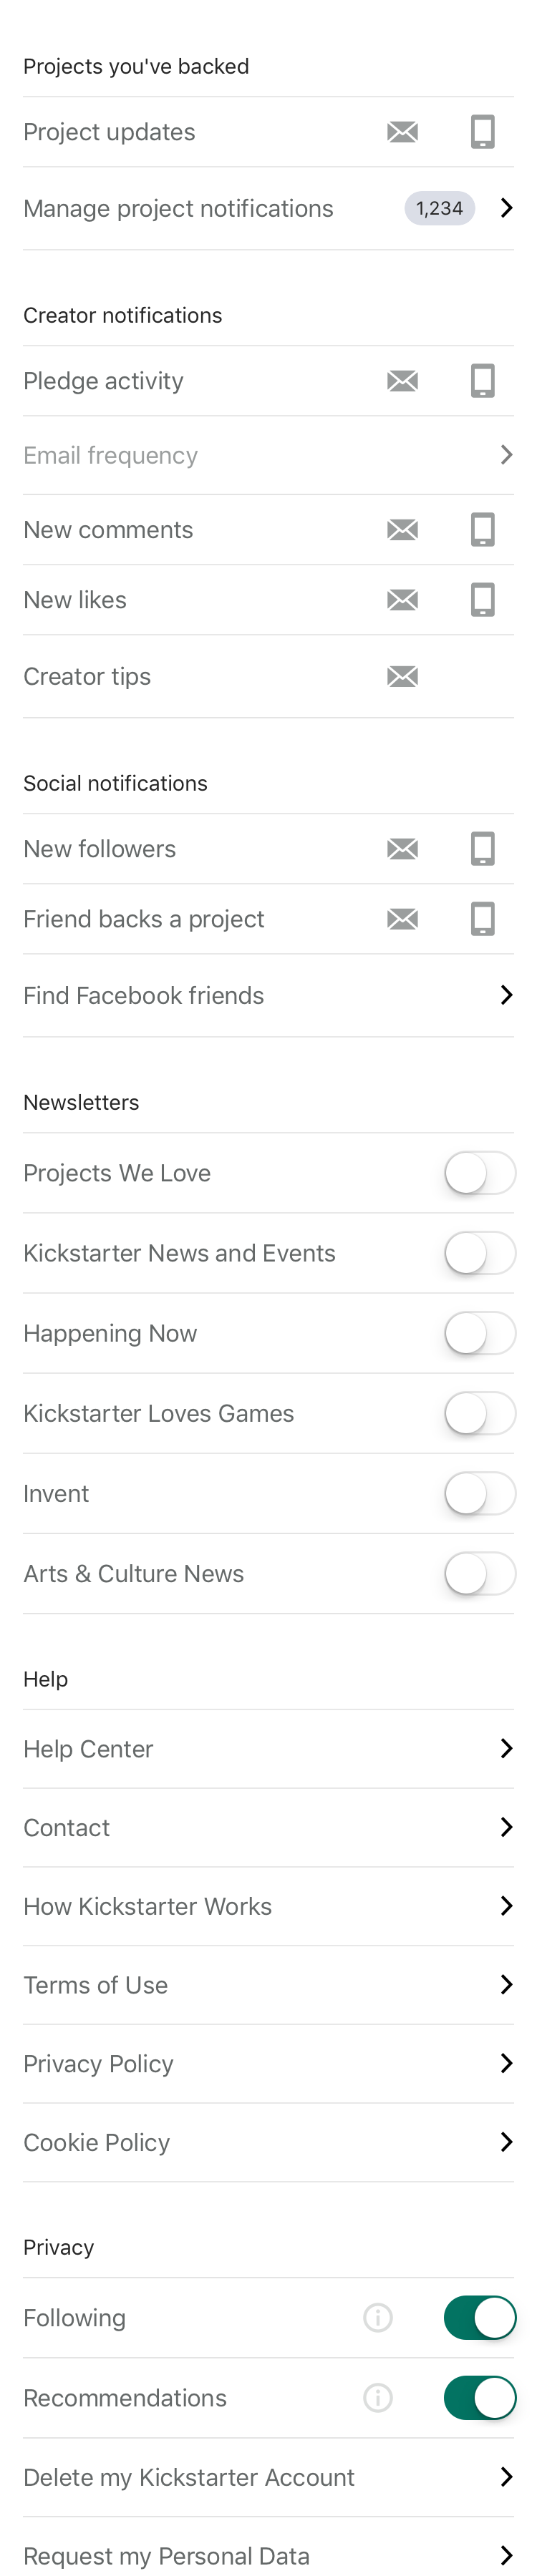 Projects you've backed
Project updates
Manage project notifications 1,234
Creator notifications
Pledge activity
Email frequency
New comments
New likes
Creator tips
Social notifications
New followers
Friend backs a project
Find Facebook friends
Newsletters
Projects We Love
Kickstarter News and Events
Happening Now
Kickstarter Loves Games
Invent
Arts & Culture News
Help
Help Center
Contact
How Kickstarter Works
Terms of Use
Privacy Policy
Cookie Policy
Privacy
Following
Recommendations
Delete my Kickstarter Account
Request my Personal Data